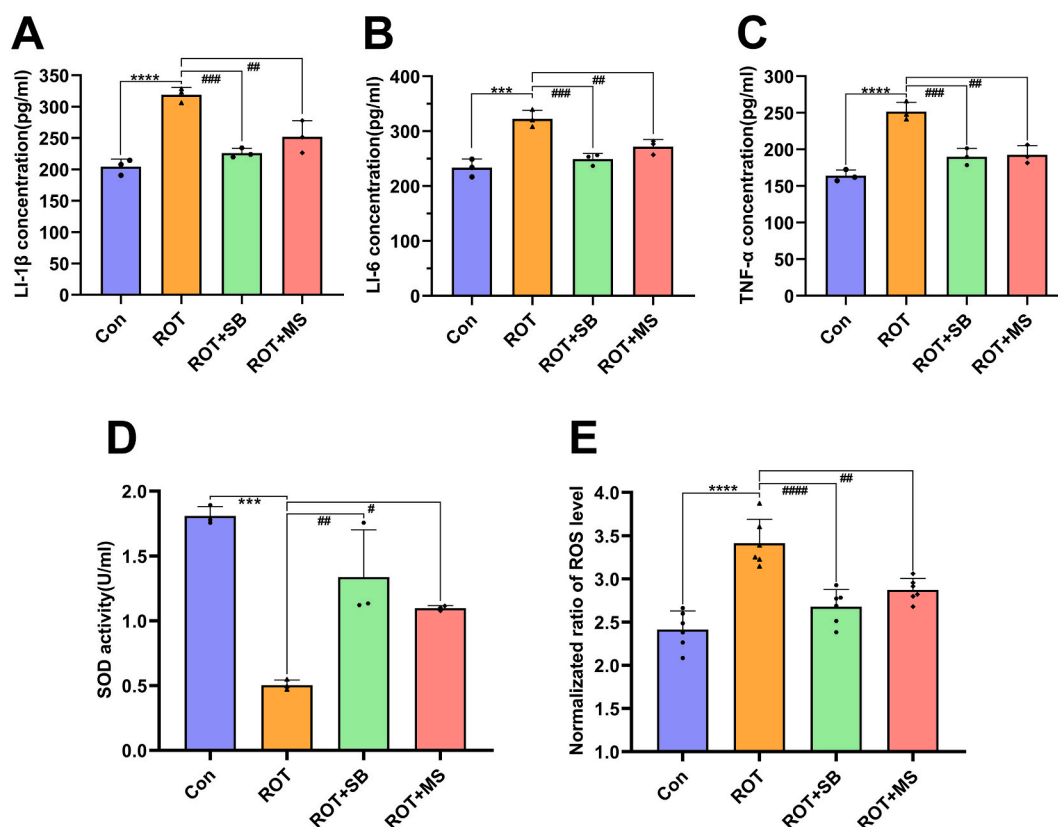 A
LI-1β concentration(pg/ml)
350
300
250
200
150
100
50
0
****
###
##
Con
ROT
ROT+SB
ROT+MS
B
LI-6 concentration(pg/ml)
400
300
200
100
0
***
###
##
Con
ROT
ROT+SB
ROT+MS
C
TNF-α concentration(pg/ml)
300
250
200
150
100
50
0
****
###
##
Con
ROT
ROT+SB
ROT+MS
D
SOD activity(U/ml)
2.0
1.5
1.0
0.5
0.0
***
##
#
Con
ROT
ROT+SB
ROT+MS
E
Normalizated ratio of ROS level
4.0
3.5
3.0
2.5
2.0
1.5
1.0
****
####
##
Con
ROT
ROT+SB
ROT+MS